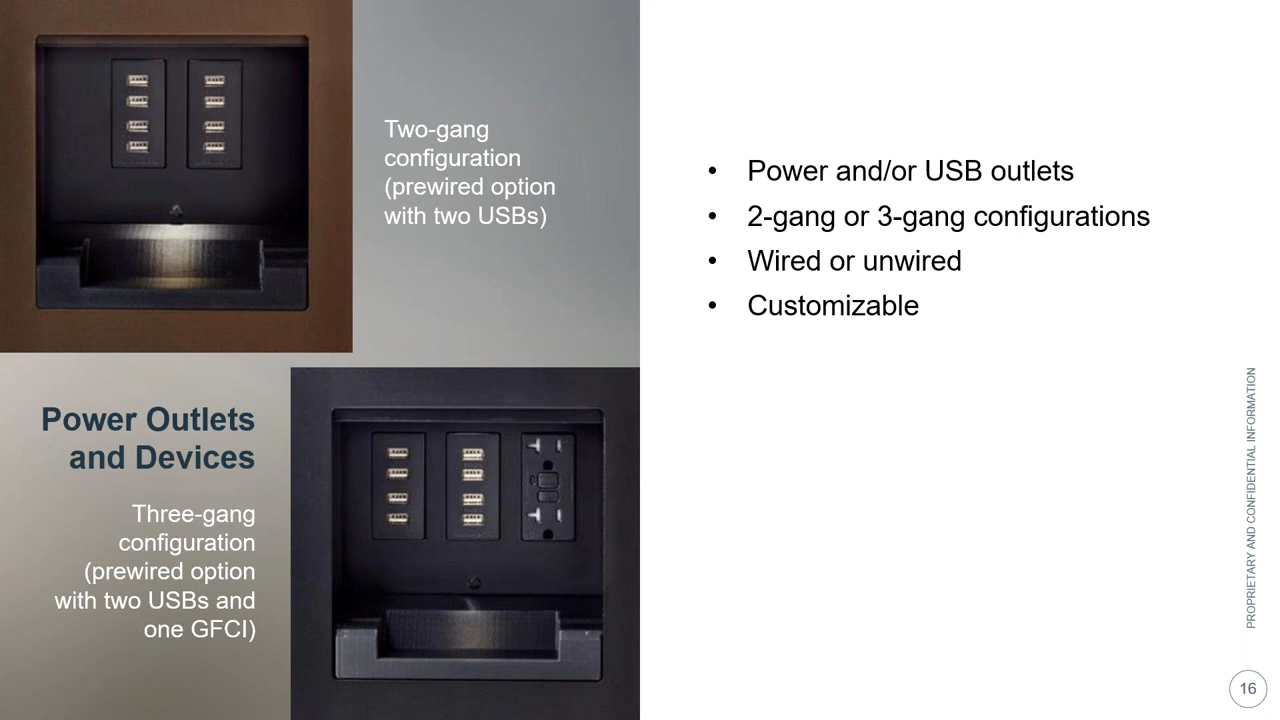 Two-gang
configuration
(prewired option
with two USBs)
Power Outlets
and Devices
Three-gang
configuration
(prewired option
with two USBs and
one GFCI)
• Power and/or USB outlets
• 2-gang or 3-gang configurations
• Wired or unwired
• Customizable
PROPRIETARY AND CONFIDENTIAL INFORMATION
16